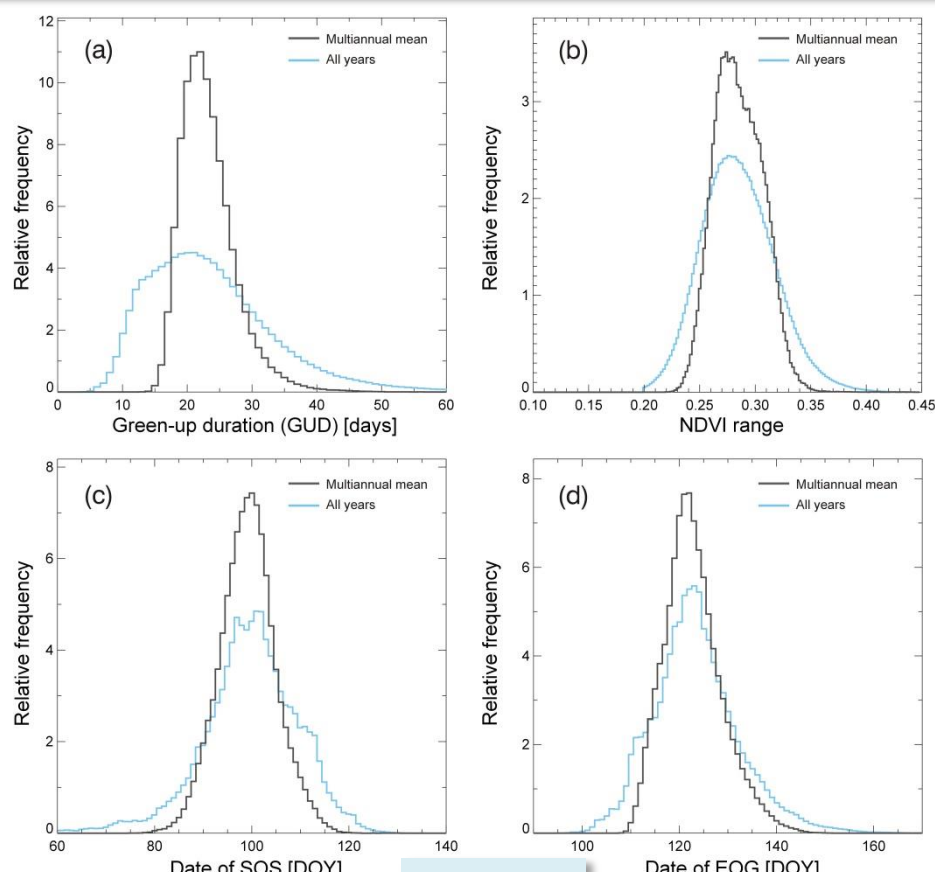 (a)
Multiannual mean
All years
12
10
8
6
4
2
0
Relative frequency
0 10 20 30 40 50 60
Green-up duration (GUD) [days]
(b)
Multiannual mean
All years
3
2
1
0
Relative frequency
0.10 0.15 0.20 0.25 0.30 0.35 0.40 0.45
NDVI range
(c)
Multiannual mean
All years
8
6
4
2
0
Relative frequency
60 80 100 120 140
Date of SOS [DOY]
(d)
Multiannual mean
All years
8
6
4
2
0
Relative frequency
100 120 140 160
Date of EOG [DOY]